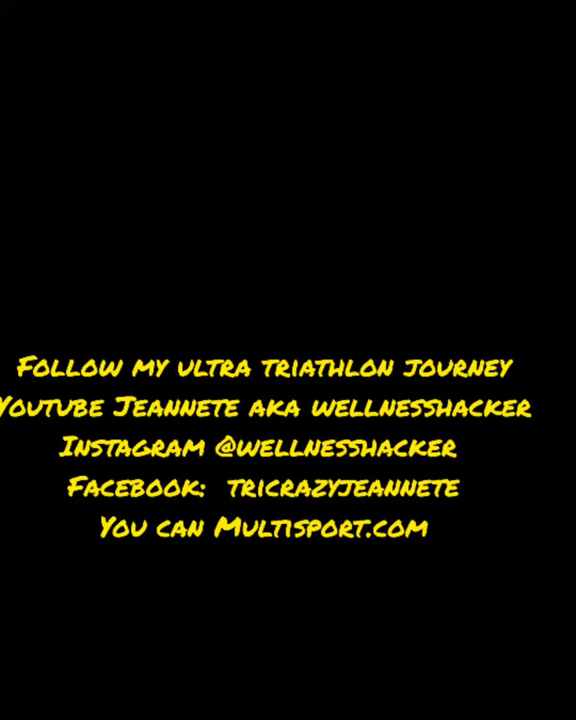 Follow my ultra triathlon journey
Youtube Jeannete aka wellnesshacker
Instagram @wellnesshacker
Facebook: tricrazyjeannete
You can Multisport.com